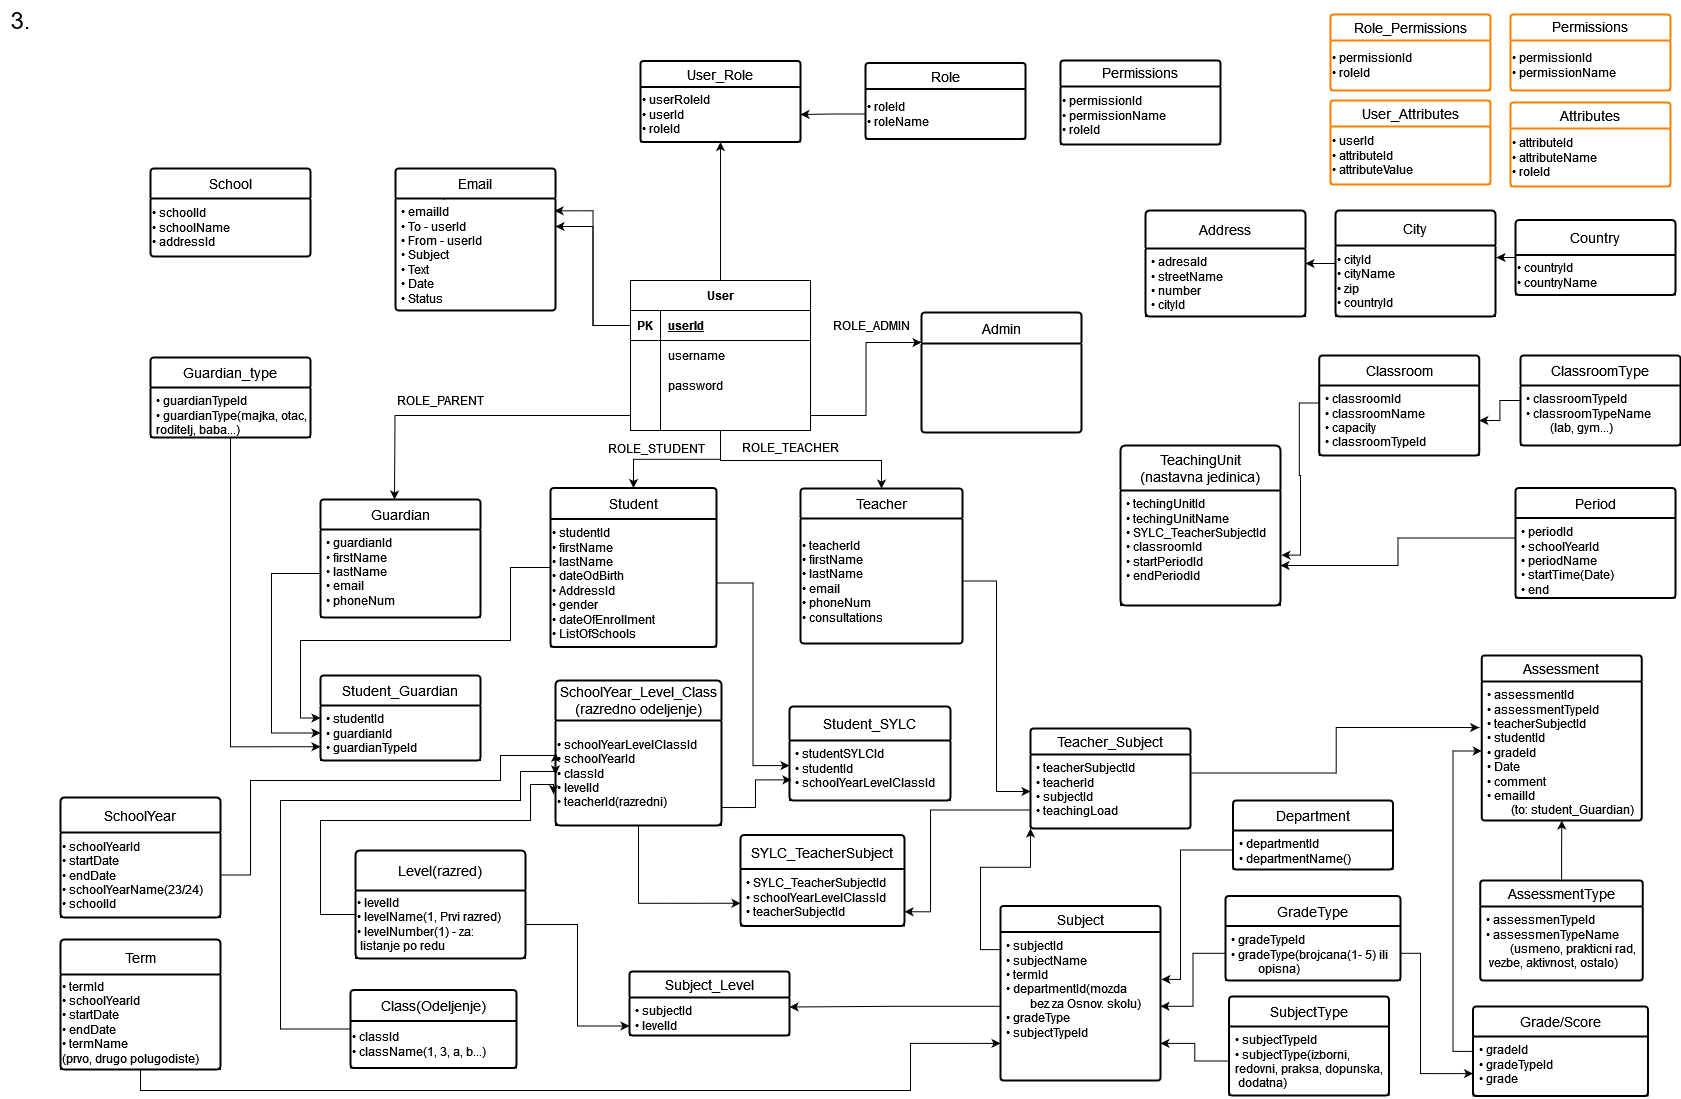 3.
Role_Permissions
• permissionId
• roleId
Permissions
• permissionId
• permissionName
User_Attributes
• userId
• attributeId
• attributeValue
Attributes
• attributeId
• attributeName
• roleId
User_Role
• userRoleId
• userId
• roleId
Role
• roleId
• roleName
Permissions
• permissionId
• permissionName
• roleId
School
• schoolId
• schoolName
• addressId
Email
• emailId
• To - userId
• From - userId
• Subject
• Text
• Date
• Status
Address
• adresaId
• streetName
• number
• cityId
City
• cityId
• cityName
• zip
• countryId
Country
• countryId
• countryName
User
PK userId
username
password
ROLE_ADMIN
Admin
Guardian_type
• guardianTypeId
• guardianType(majka, otac,
roditelj, baba...)
ROLE_PARENT
ROLE_STUDENT
ROLE_TEACHER
Classroom
• classroomId
• classroomName
• capacity
• classroomTypeId
ClassroomType
• classroomTypeId
• classroomTypeName
(lab, gym...)
TeachingUnit
(nastavna jedinica)
• techingUnitId
• techingUnitName
• SYLC_TeacherSubjectId
• classroomId
• startPeriodId
• endPeriodId
Period
• periodId
• schoolYearId
• periodName
• startTime(Date)
• end
Guardian
• guardianId
• firstName
• lastName
• email
• phoneNum
Student
• studentId
• firstName
• lastName
• dateOdBirth
• AddressId
• gender
• dateOfEnrollment
• ListOfSchools
Teacher
• teacherId
• firstName
• lastName
• email
• phoneNum
• consultations
Student_Guardian
• studentId
• guardianId
• guardianTypeId
SchoolYear_Level_Class
(razredno odeljenje)
• schoolYearLevelClassId
• schoolYearId
• classId
• levelId
• teacherId(razredni)
Student_SYLC
• studentSYLCId
• studentId
• schoolYearLevelClassId
Teacher_Subject
• teacherSubjectId
• teacherId
• subjectId
• teachingLoad
Assessment
• assessmentId
• assessmentTypeId
• teacherSubjectId
• studentId
• gradeId
• Date
• comment
• emailId
(to: student_Guardian)
SchoolYear
• schoolYearId
• startDate
• endDate
• schoolYearName(23/24)
• schoolId
Level(razred)
• levelId
• levelName(1, Prvi razred)
• levelNumber(1) - za:
listanje po redu
SYLC_TeacherSubject
• SYLC_TeacherSubjectId
• schoolYearLevelClassId
• teacherSubjectId
Department
• departmentId
• departmentName()
Subject
• subjectId
• subjectName
• termId
• departmentId(mozda
bez za Osnov. skolu)
• gradeType
• subjectTypeId
GradeType
• gradeTypeId
• gradeType(brojcana(1- 5) ili
opisna)
AssessmentType
• assessmenTypeId
• assessmenTypeName
(usmeno, prakticni rad,
vezbe, aktivnost, ostalo)
Term
• termId
• schoolYearId
• startDate
• endDate
• termName
(prvo, drugo polugodiste)
Class(Odeljenje)
• classId
• className(1, 3, a, b...)
Subject_Level
• subjectId
• levelId
SubjectType
• subjectTypeId
• subjectType(izborni,
redovni, praksa, dopunska,
dodatna)
Grade/Score
• gradeId
• gradeTypeId
• grade